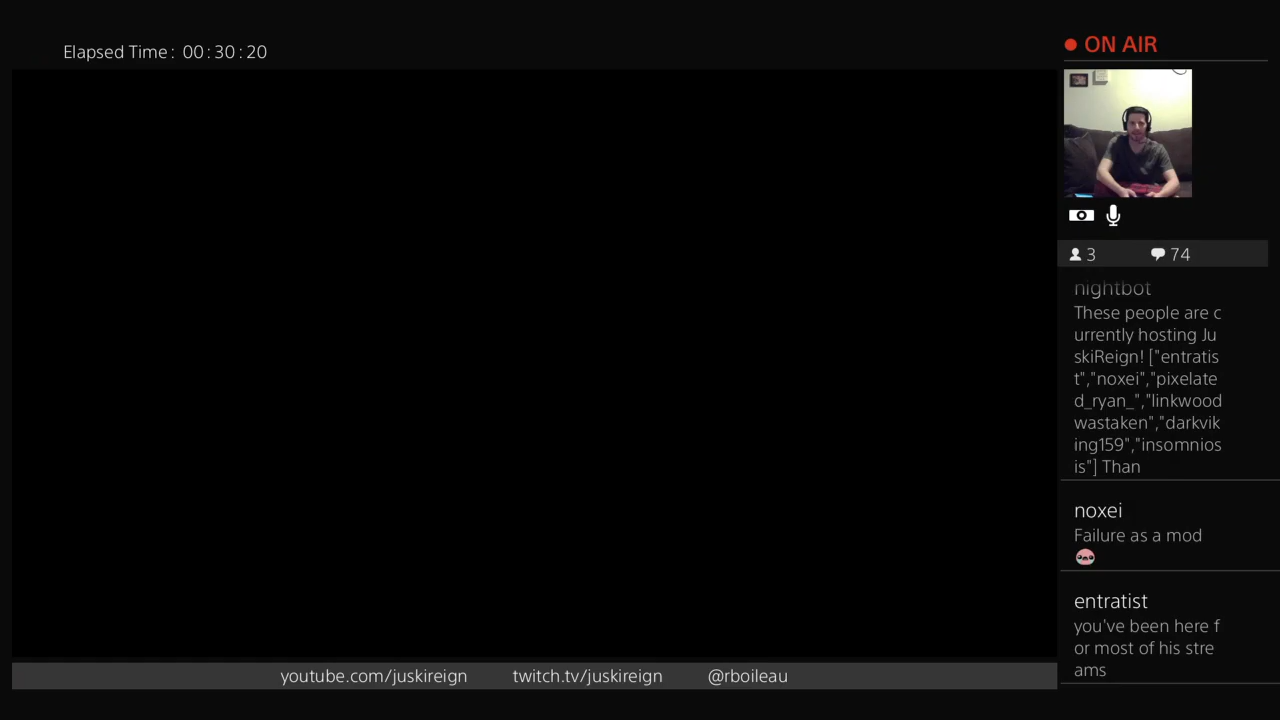 Elapsed Time: 00:30:20
ON AIR
3 74
nightbot
These people are c
urrently hosting Ju
skiReign! ["entratis
t","noxei","pixelate
d_ryan_","linkwood
wastaken","darkvik
ing159","insomnios
is"] Than
noxei
Failure as a mod
entratist
you've been here f
or most of his stre
ams
youtube.com/juskireign twitch.tv/juskireign @rboileau